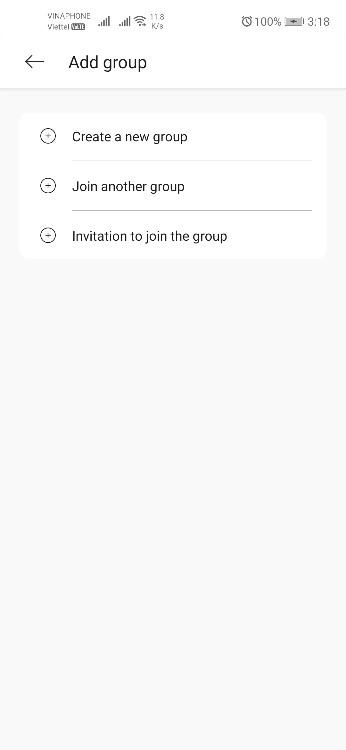 VINAPHONE
Viettel VoLTE
11.8
K/s
100%
3:18
Add group
Create a new group
Join another group
Invitation to join the group